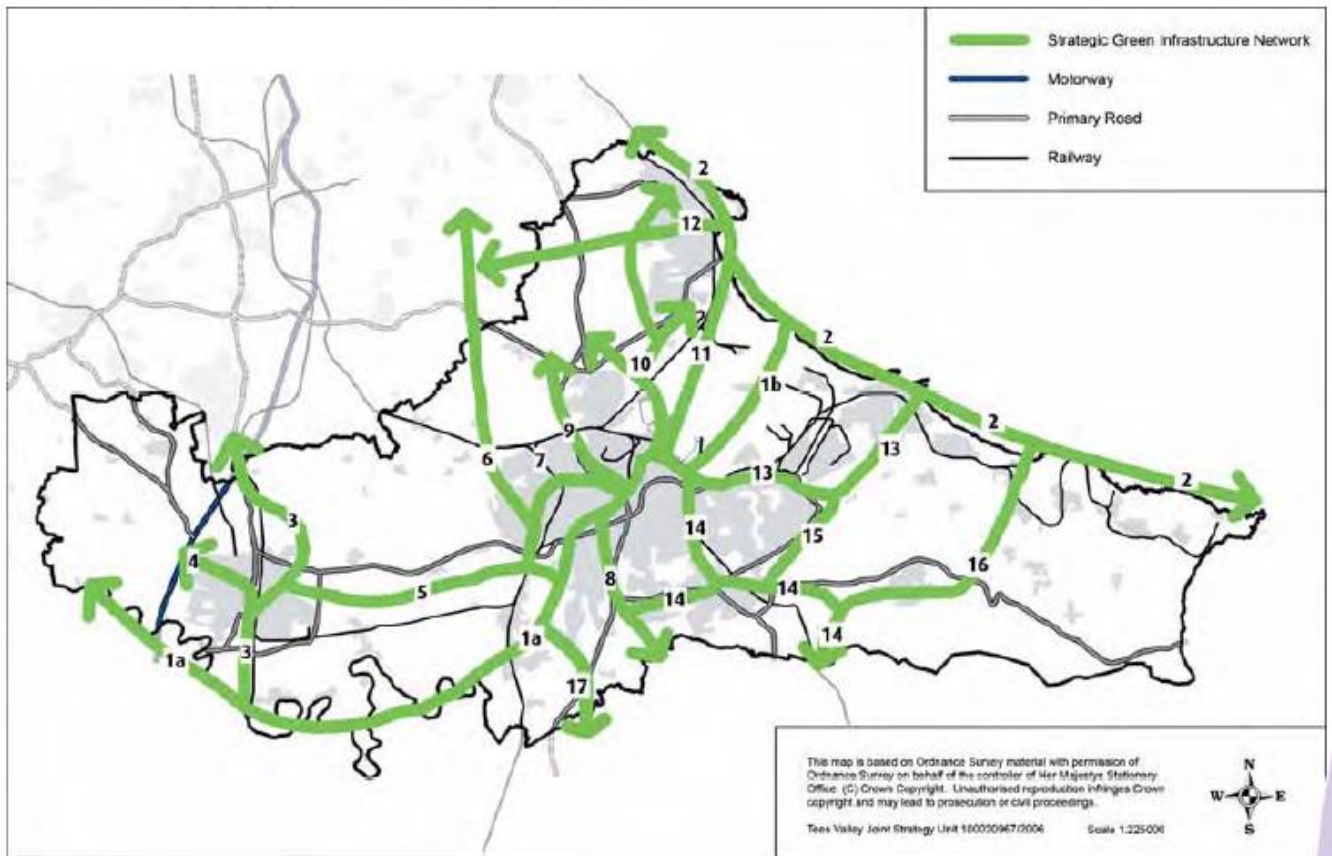 Strategic Green Infrastructure Network
Motorway
Primary Road
Railway
2
12
2
10
11
1b
9
2
13
6
7
13
2
3
14
15
4
16
5
8
14
14
14
1a
1a
3
17
This map is based on Ordnance Survey material with permission of
Ordnance Survey on behalf of the controller of Her Majestys Stationery
Office. (C) Crown Copyright. Unauthorised reproduction infringes Crown
copyright and may lead to prosecution or civil proceedings.
Tees Valley Joint Strategy Unit 100020967/2006
Scale 1:225000
N
W
E
S